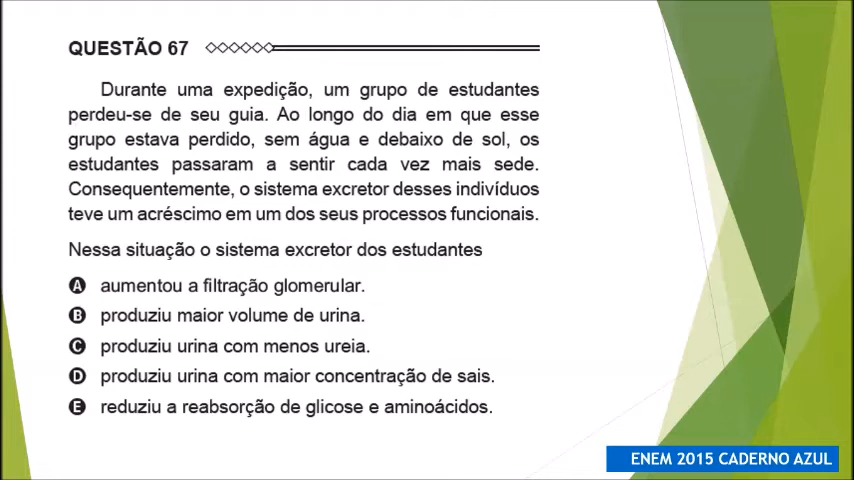 QUESTÃO 67
Durante uma expedição, um grupo de estudantes
perdeu-se de seu guia. Ao longo do dia em que esse
grupo estava perdido, sem água e debaixo de sol, os
estudantes passaram a sentir cada vez mais sede.
Consequentemente, o sistema excretor desses indivíduos
teve um acréscimo em um dos seus processos funcionais.
Nessa situação o sistema excretor dos estudantes
A aumentou a filtração glomerular.
B produziu maior volume de urina.
C produziu urina com menos ureia.
D produziu urina com maior concentração de sais.
E reduziu a reabsorção de glicose e aminoácidos.
ENEM 2015 CADERNO AZUL